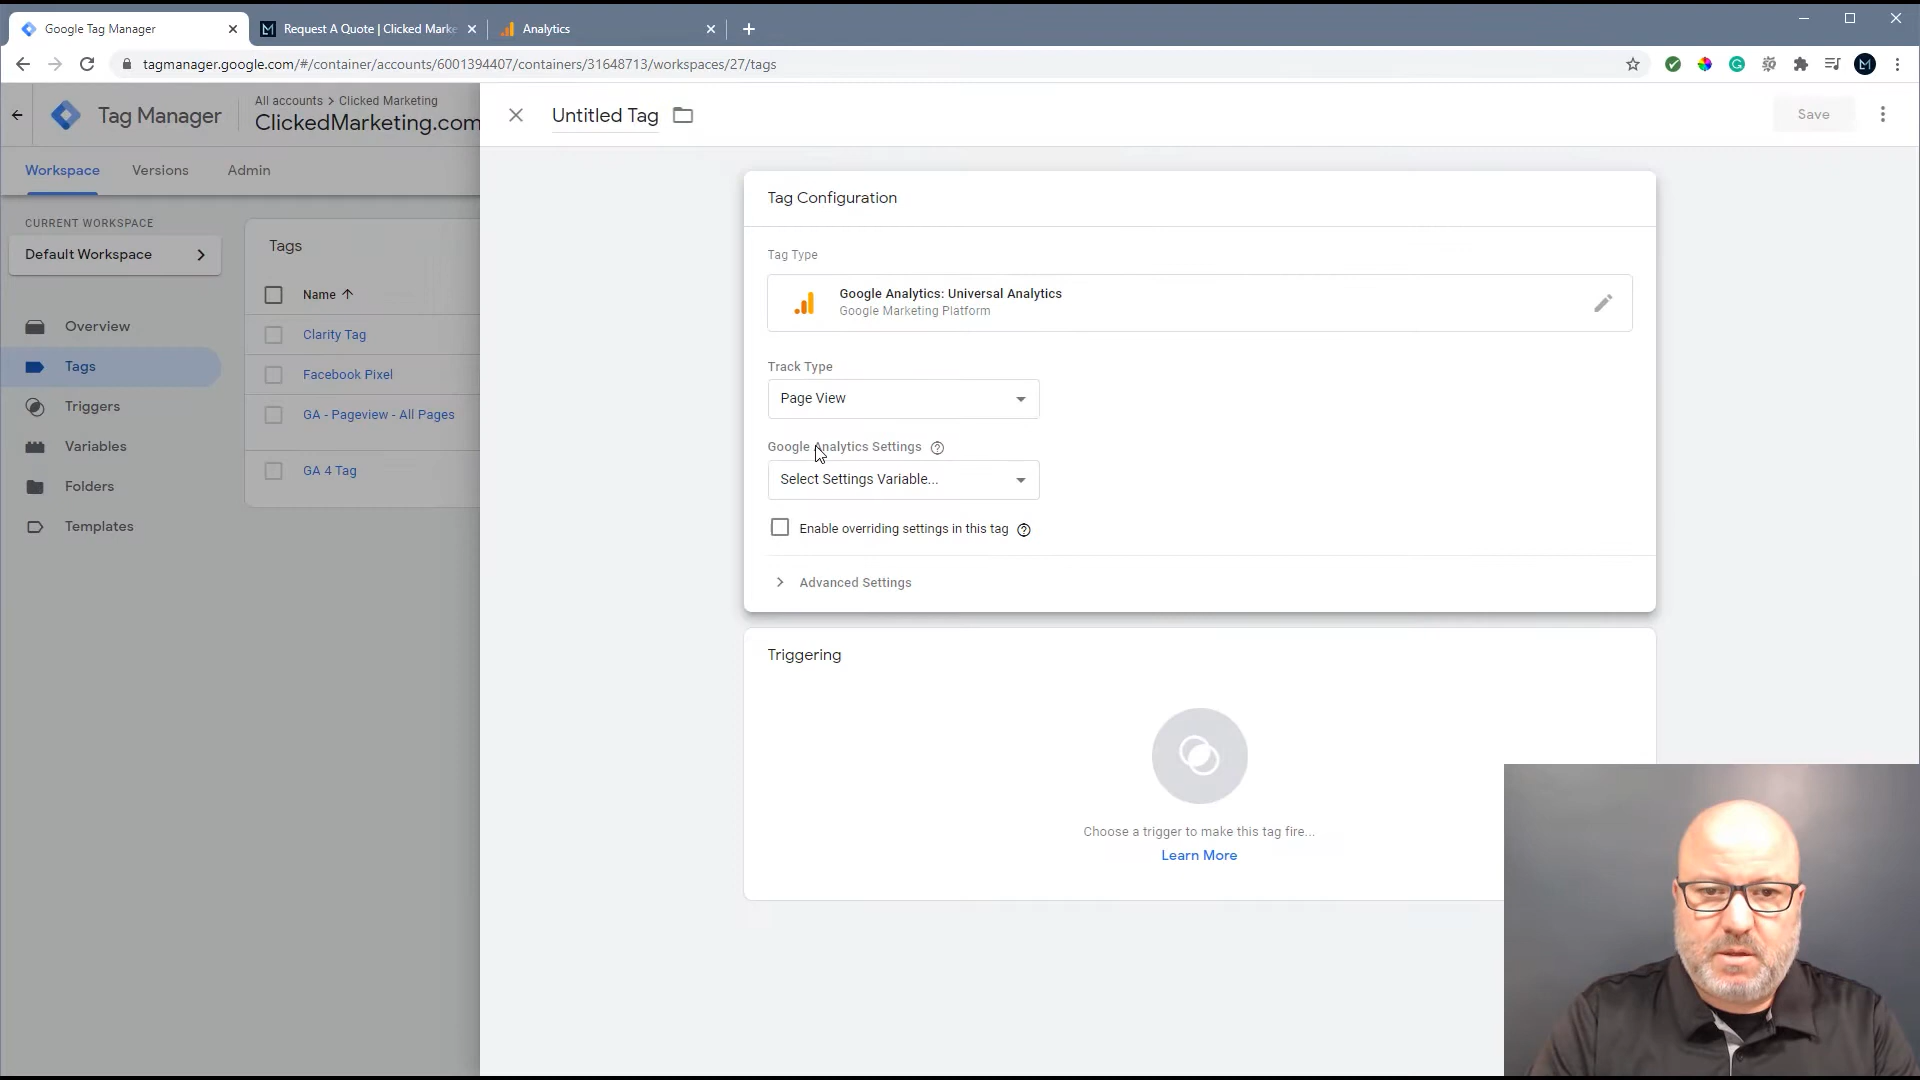 Google Tag Manager
Request A Quote | Clicked Marke
Analytics
tagmanager.google.com/#/container/accounts/6001394407/containers/31648713/workspaces/27/tags
Tag Manager
All accounts > Clicked Marketing
ClickedMarketing.com
Untitled Tag
Save
Workspace
Versions
Admin
CURRENT WORKSPACE
Default Workspace
Overview
Tags
Triggers
Variables
Folders
Templates
Tags
Name
Clarity Tag
Facebook Pixel
GA - Pageview - All Pages
GA 4 Tag
Tag Configuration
Tag Type
Google Analytics: Universal Analytics
Google Marketing Platform
Track Type
Page View
Google Analytics Settings
Select Settings Variable...
Enable overriding settings in this tag
Advanced Settings
Triggering
Choose a trigger to make this tag fire...
Learn More